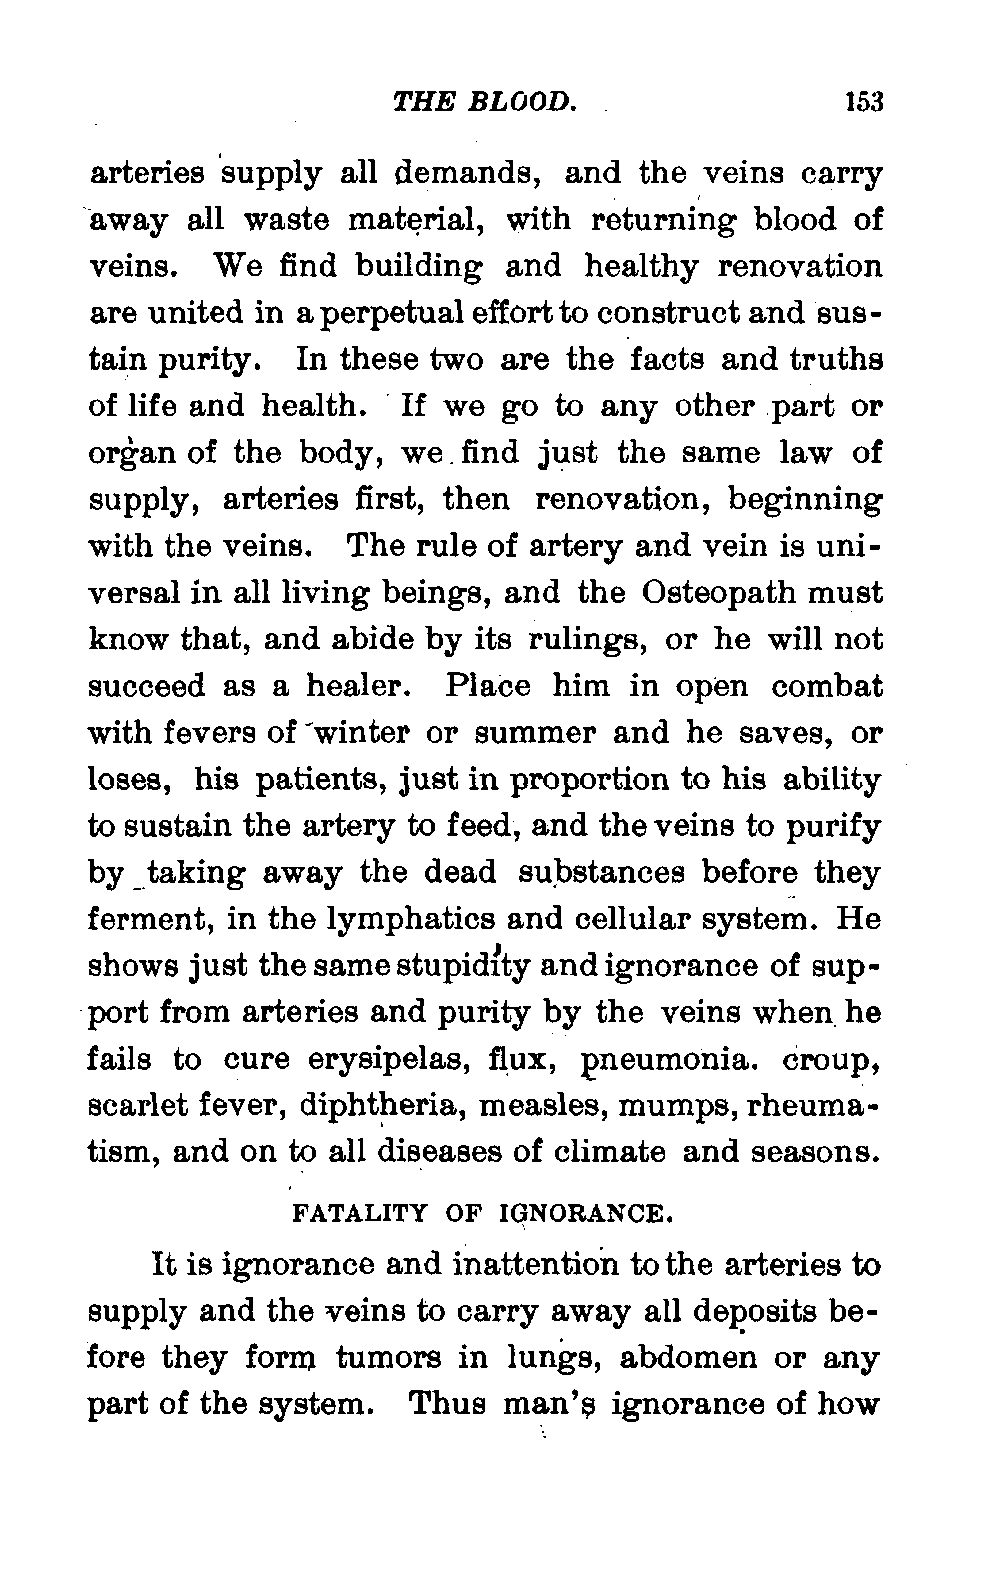 THE BLOOD. 153
arteries supply all demands, and the veins carry
away all waste material, with returning blood of
veins. We find building and healthy renovation
are united in a perpetual effort to construct and sus-
tain purity. In these two are the facts and truths
of life and health. If we go to any other part or
organ of the body, we find just the same law of
supply, arteries first, then renovation, beginning
with the veins. The rule of artery and vein is uni-
versal in all living beings, and the Osteopath must
know that, and abide by its rulings, or he will not
succeed as a healer. Place him in open combat
with fevers of winter or summer and he saves, or
loses, his patients, just in proportion to his ability
to sustain the artery to feed, and the veins to purify
by taking away the dead substances before they
ferment, in the lymphatics and cellular system. He
shows just the same stupidity and ignorance of sup-
port from arteries and purity by the veins when he
fails to cure erysipelas, flux, pneumonia. croup,
scarlet fever, diphtheria, measles, mumps, rheuma-
tism, and on to all diseases of climate and seasons.
FATALITY OF IGNORANCE.
It is ignorance and inattention to the arteries to
supply and the veins to carry away all deposits be-
fore they form tumors in lungs, abdomen or any
part of the system. Thus man's ignorance of how